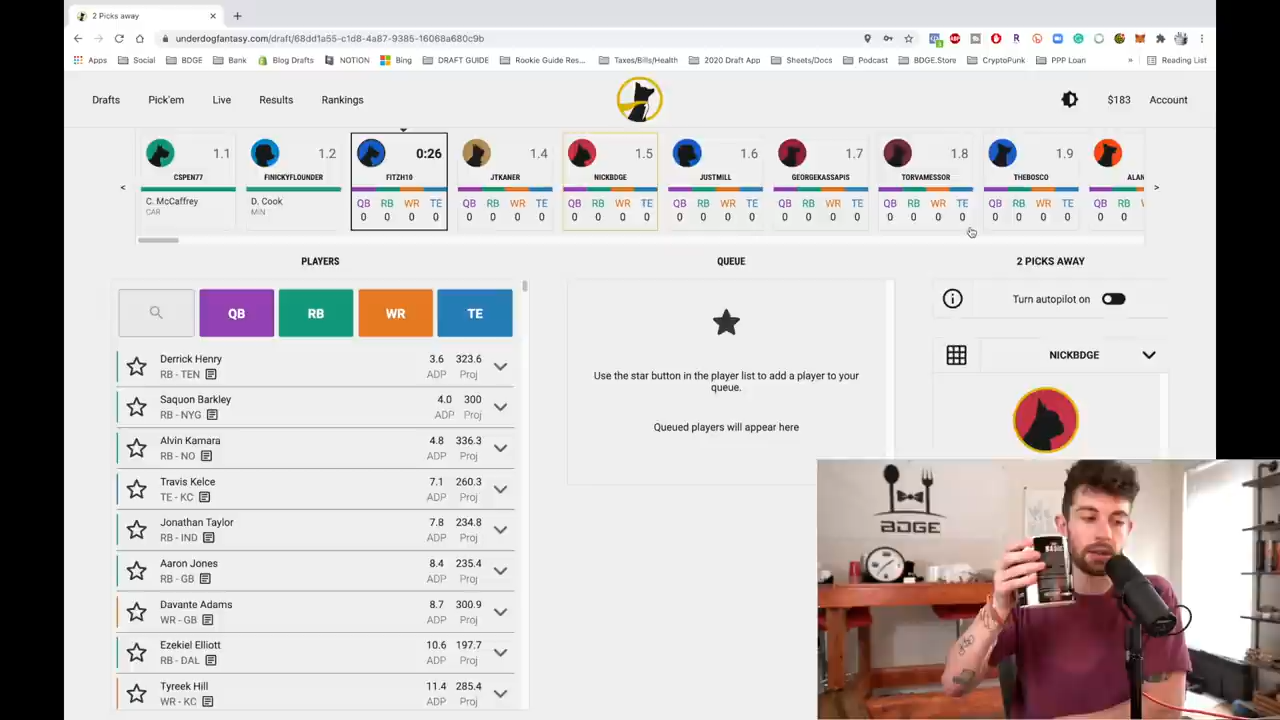 2 Picks away
underdogfantasy.com/draft/68dd1a55-c1d8-4a87-9385-16068a680c9b
Apps Social BDGE Bank Blog Drafts NOTION Bing DRAFT GUIDE Rookie Guide Res... Taxes/Bills/Health 2020 Draft App Sheets/Docs Podcast BDGE.Store CryptoPunk PPP Loan » Reading List
Drafts Pick'em Live Results Rankings $183 Account
1.1 1.2 0:26 1.4 1.5 1.6 1.7 1.8 1.9
CSPEN77 FINICKYFLOUNDER FITZH10 JTKANER NICKBDGE JUSTMILL GEORGEKASSAPIS TORVAMESSOR THEBOSCO ALAN
C. McCaffrey D. Cook QB RB WR TE QB RB WR TE QB RB WR TE QB RB WR TE QB RB WR TE QB RB WR TE QB RB WR TE QB RB
CAR MIN 0 0 0 0 0 0 0 0 0 0 0 0 0 0 0 0 0 0 0 0 0 0 0 0 0 0 0 0 0 0
PLAYERS QUEUE 2 PICKS AWAY
QB RB WR TE
Turn autopilot on
NICKBDGE
Derrick Henry 3.6 323.6
RB - TEN ADP Proj
Saquon Barkley 4.0 300
RB - NYG ADP Proj
Alvin Kamara 4.8 336.3
RB - NO ADP Proj
Travis Kelce 7.1 260.3
TE - KC ADP Proj
Jonathan Taylor 7.8 234.8
RB - IND ADP Proj
Aaron Jones 8.4 235.4
RB - GB ADP Proj
Davante Adams 8.7 300.9
WR - GB ADP Proj
Ezekiel Elliott 10.6 197.7
RB - DAL ADP Proj
Tyreek Hill 11.4 285.4
WR - KC ADP Proj
Use the star button in the player list to add a player to your
queue.
Queued players will appear here
BDGE